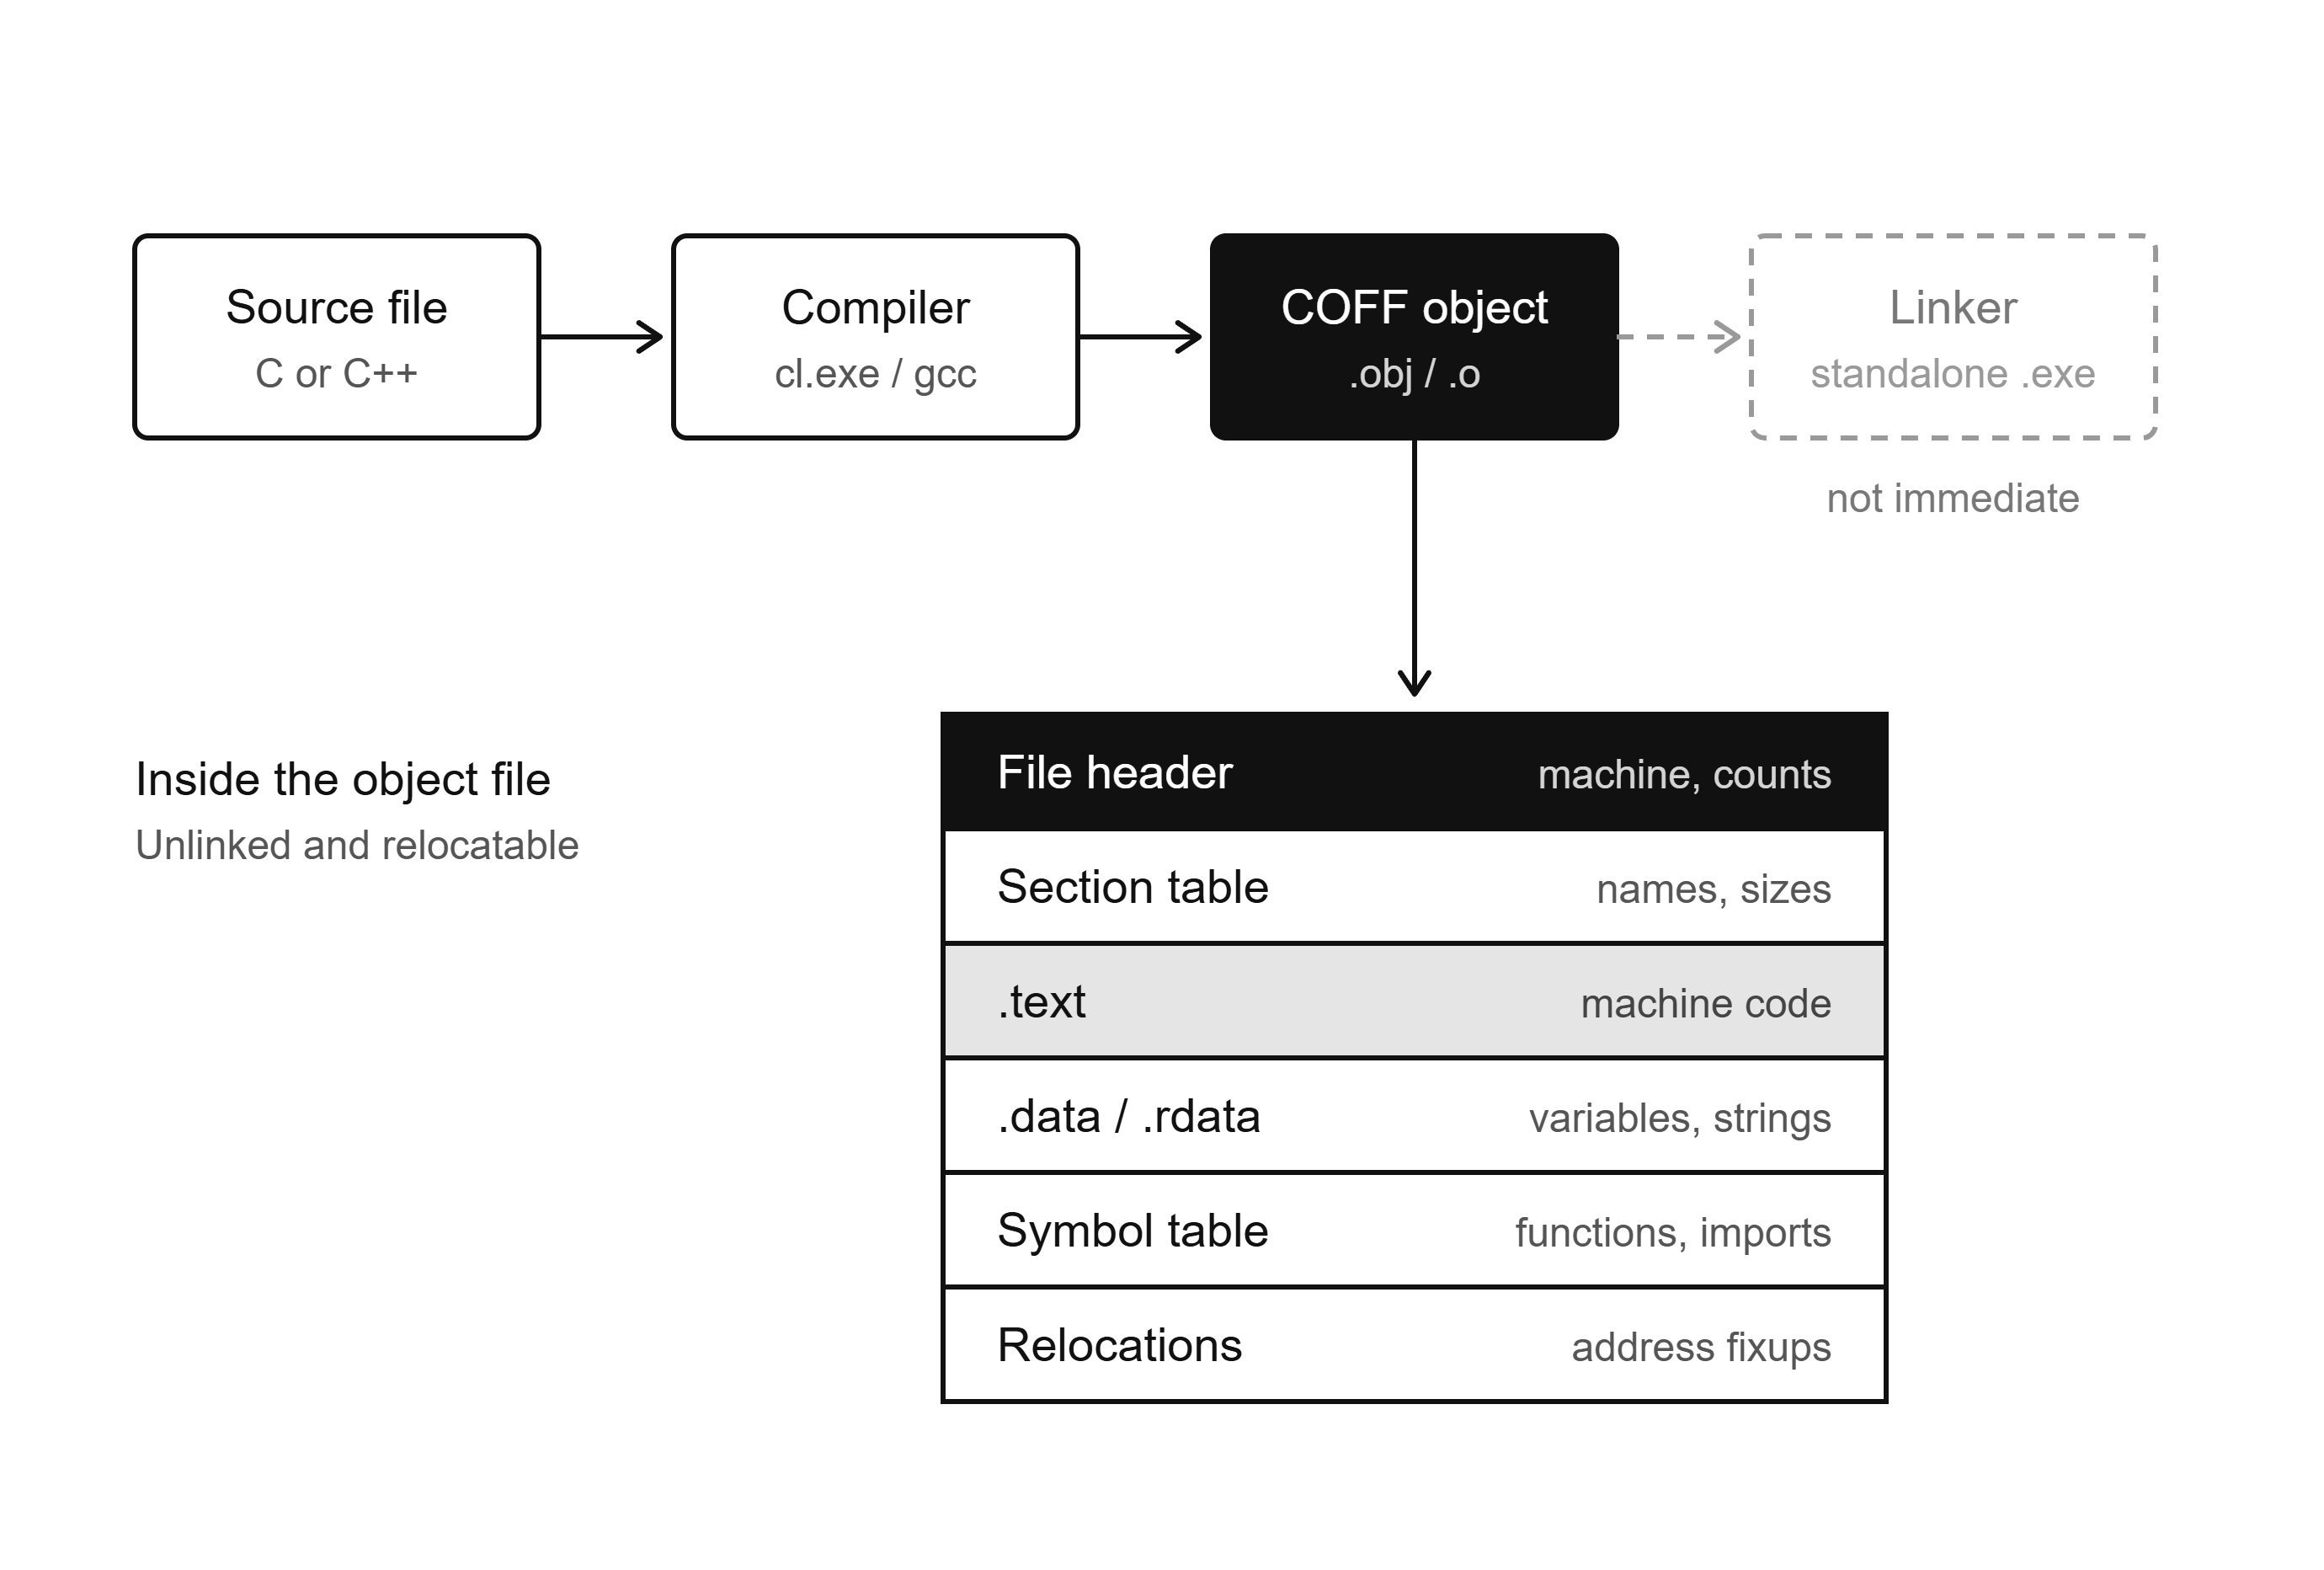 Source file
C or C++
Compiler
cl.exe / gcc
COFF object
.obj / .o
Linker
standalone .exe
not immediate
Inside the object file
Unlinked and relocatable
File header machine, counts
Section table names, sizes
.text machine code
.data / .rdata variables, strings
Symbol table functions, imports
Relocations address fixups